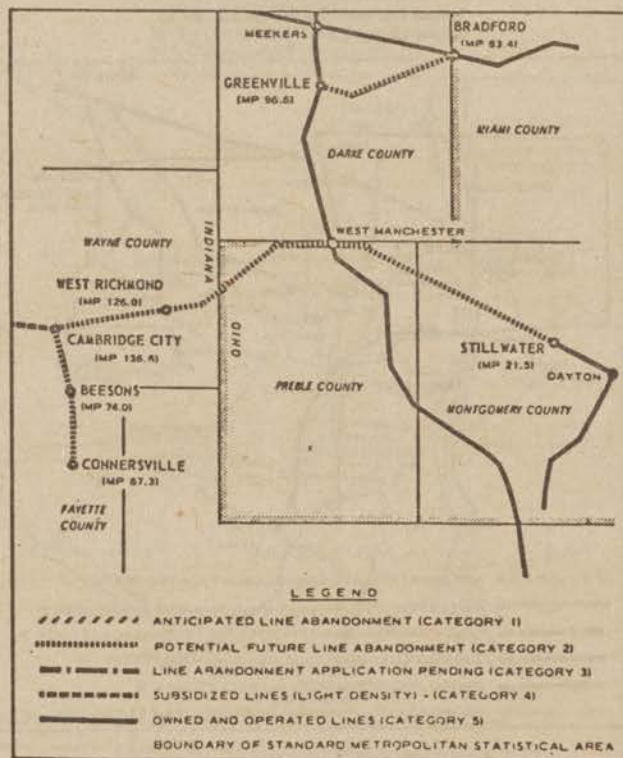 BRADFORD
(MP 83.4)
MEEKERS
GREENVILLE
(MP 96.6)
MIAMI COUNTY
DARKE COUNTY
WEST MANCHESTER
INDIANA
WAYNE COUNTY
WEST RICHMOND
(MP 126.0)
OHIO
CAMBRIDGE CITY
(MP 136.6)
STILLWATER
(MP 21.5)
DAYTON
BEESONS
(MP 74.0)
PREBLE COUNTY
MONTGOMERY COUNTY
CONNERSVILLE
(MP 67.3)
FAYETTE
COUNTY
LEGEND
ANTICIPATED LINE ABANDONMENT (CATEGORY 1)
POTENTIAL FUTURE LINE ABANDONMENT (CATEGORY 2)
LINE ABANDONMENT APPLICATION PENDING (CATEGORY 3)
SUBSIDIZED LINES (LIGHT DENSITY) - (CATEGORY 4)
OWNED AND OPERATED LINES (CATEGORY 5)
BOUNDARY OF STANDARD METROPOLITAN STATISTICAL AREA